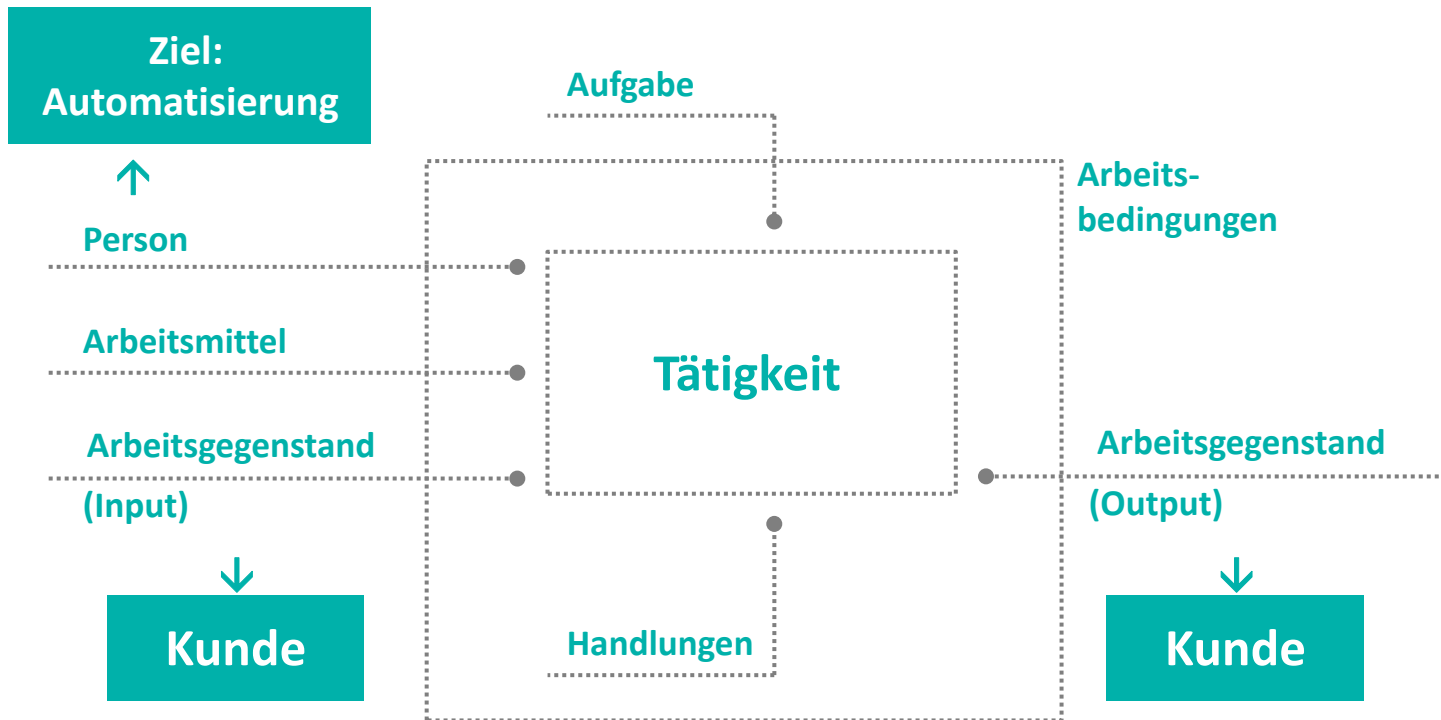 Ziel:
Automatisierung
Aufgabe
Arbeits-
bedingungen
Person
Arbeitsmittel
Tätigkeit
Arbeitsgegenstand
(Input)
Arbeitsgegenstand
(Output)
Handlungen
Kunde
Kunde